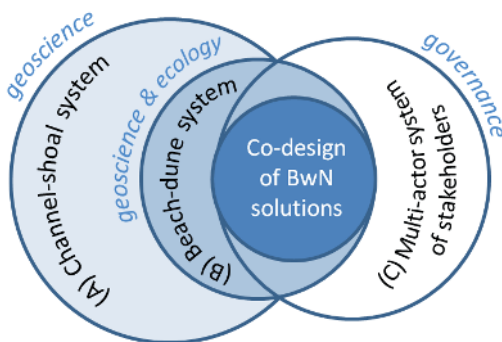 geoscience
(A) Channel-shoal system
geoscience & ecology
(B) Beach-dune system
Co-design
of BwN
solutions
(C) Multi-actor system
of stakeholders
governance